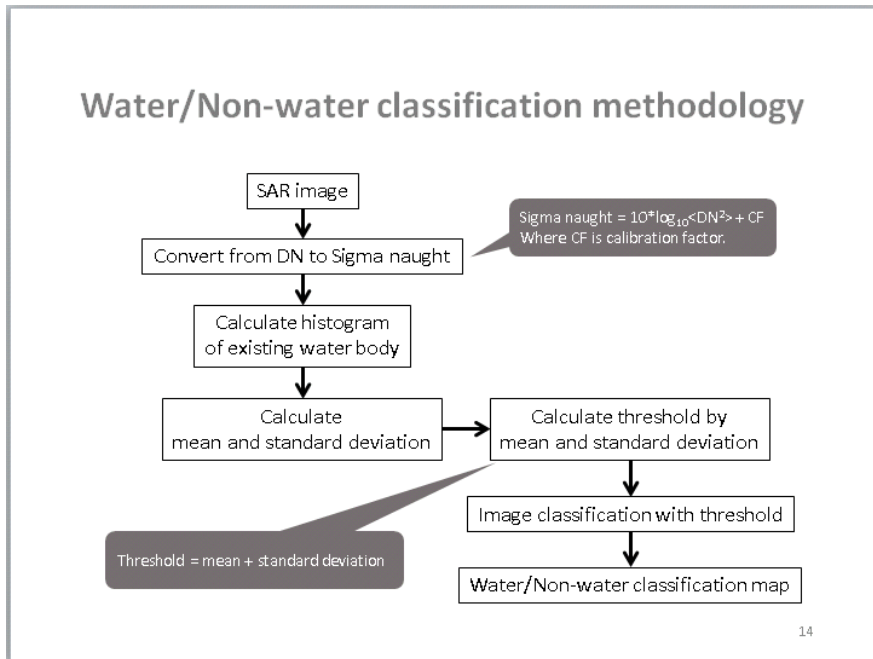 Water/Non-water classification methodology
SAR image
Sigma naught = 10*log₁₀<DN²> + CF
Where CF is calibration factor.
Convert from DN to Sigma naught
Calculate histogram
of existing water body
Calculate
mean and standard deviation
Calculate threshold by
mean and standard deviation
Image classification with threshold
Threshold = mean + standard deviation
Water/Non-water classification map
14